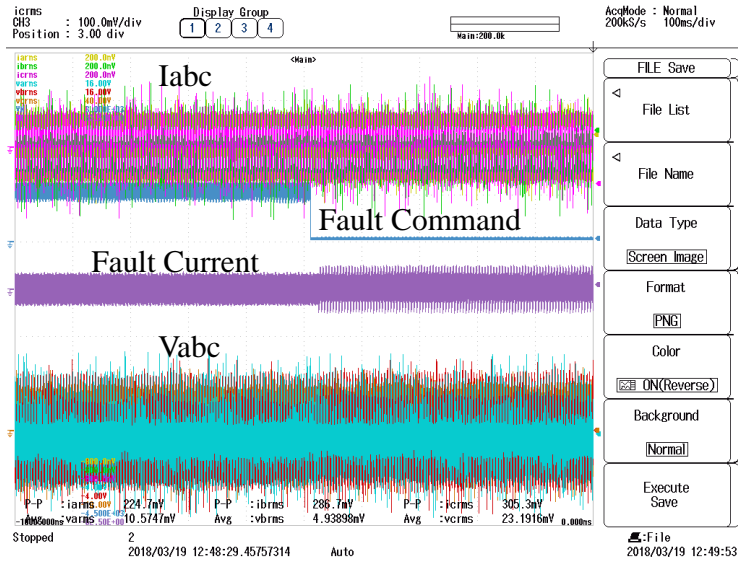 icrms
CH3 : 100.0mV/div
Position : 3.00 div
Display Group
1 2 3 4
Main:200.0k
AcqMode : Normal
200kS/s 100ms/div
<Main>
iarms 200.0mV
ibrms 200.0mV
icrms 200.0mV
varms 16.00V
vbrms 16.00V
Iabc
Fault Command
Fault Current
Vabc
-4.00V
P-P :iarms 224.7mV P-P :ibrms 286.7mV P-P :icrms 305.3mV
:varms 10.5747mV Avg :vbrms 4.93898mV Avg :vcrms 23.1916mV
0.000ms
Stopped 2
2018/03/19 12:48:29.45757314 Auto
FILE Save
File List
File Name
Data Type
Screen Image
Format
PNG
Color
ON(Reverse)
Background
Normal
Execute
Save
:File
2018/03/19 12:49:53